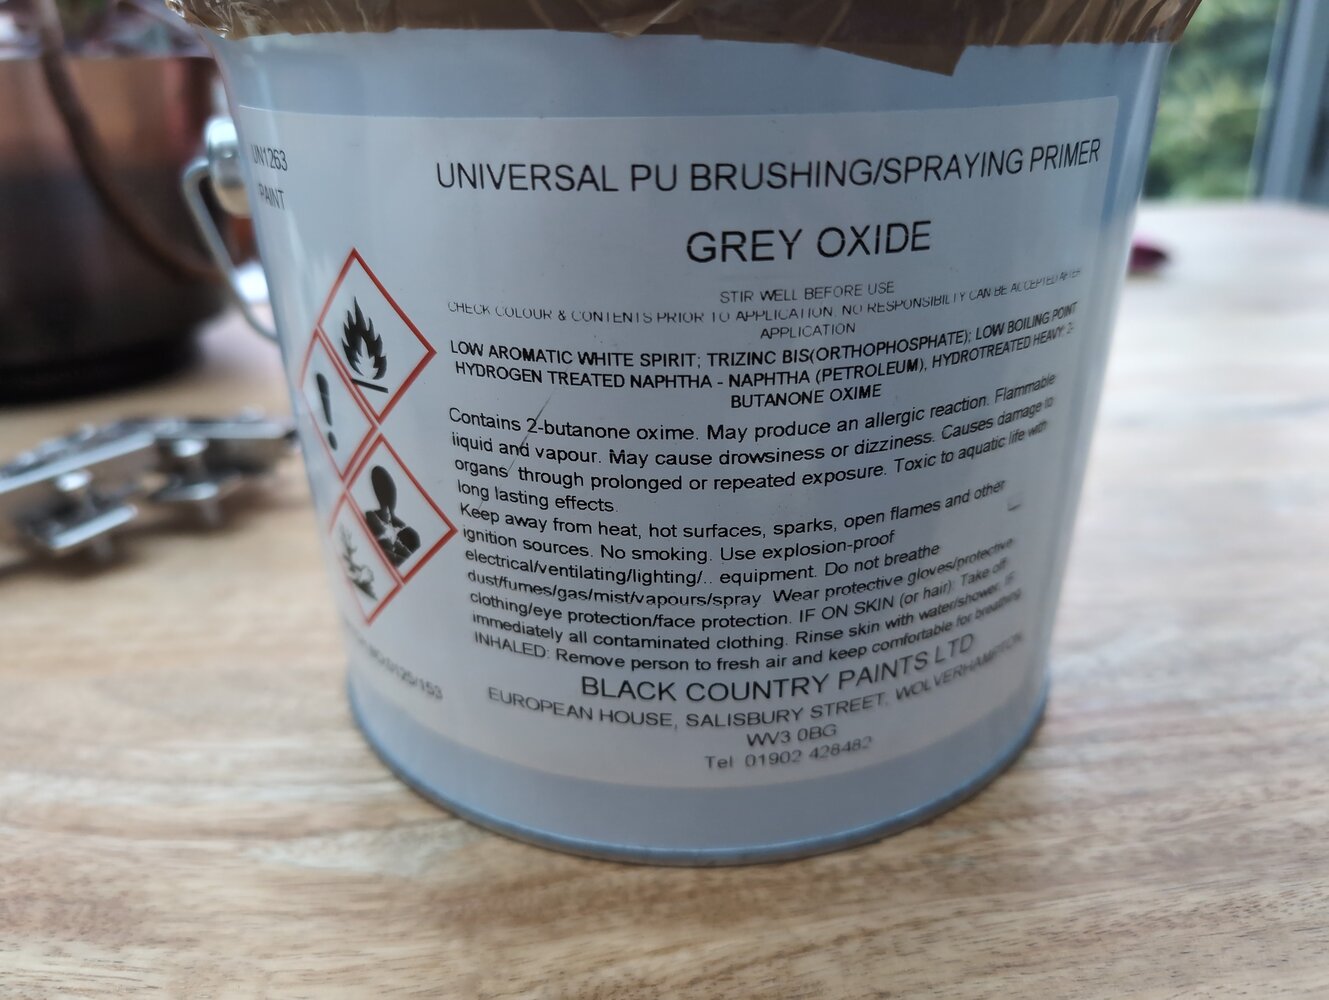 UN1263
PAINT
UNIVERSAL PU BRUSHING/SPRAYING PRIMER
GREY OXIDE
STIR WELL BEFORE USE
CHECK COLOUR & CONTENTS PRIOR TO APPLICATION. NO RESPONSIBILTY CAN BE ACCEPTED AFTER
APPLICATION
LOW AROMATIC WHITE SPIRIT; TRIZINC BIS(ORTHOPHOSPHATE); LOW BOILING POINT
HYDROGEN TREATED NAPHTHA - NAPHTHA (PETROLEUM), HYDROTREATED HEAVY; 2-
BUTANONE OXIME
Contains 2-butanone oxime. May produce an allergic reaction. Flammable
liquid and vapour. May cause drowsiness or dizziness. Causes damage to
organs through prolonged or repeated exposure. Toxic to aquatic life with
long lasting effects.
Keep away from heat, hot surfaces, sparks, open flames and other
ignition sources. No smoking. Use explosion-proof
electrical/ventilating/lighting/.. equipment. Do not breathe
dust/fumes/gas/mist/vapours/spray Wear protective gloves/protective
clothing/eye protection/face protection. IF ON SKIN (or hair): Take off
immediately all contaminated clothing. Rinse skin with water/shower. IF
INHALED: Remove person to fresh air and keep comfortable for breathing.
BLACK COUNTRY PAINTS LTD
EUROPEAN HOUSE, SALISBURY STREET, WOLVERHAMPTON,
WV3 0BG
Tel 01902 428482